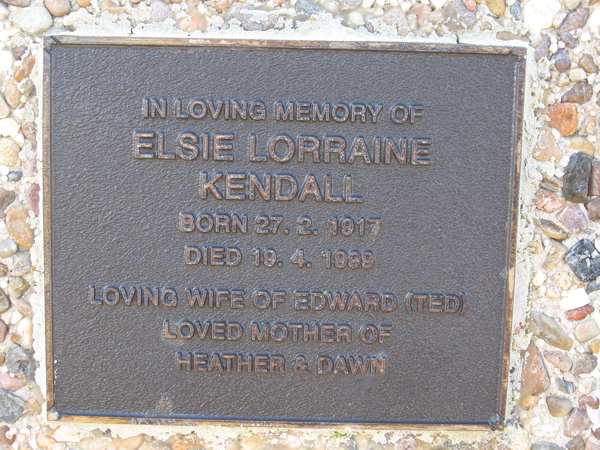 IN LOVING MEMORY OF
ELSIE LORRAINE
KENDALL
BORN 27. 2. 1917
DIED 19. 4. 1989
LOVING WIFE OF EDWARD (TED)
LOVED MOTHER OF
HEATHER & DAWN